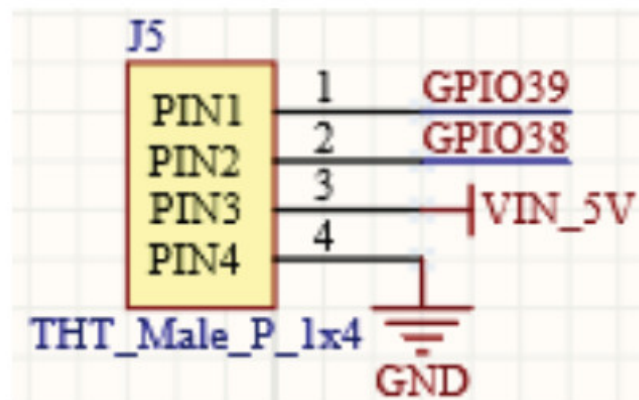 J5
PIN1 1 GPIO39
PIN2 2 GPIO38
PIN3 3 VIN_5V
PIN4 4
THT_Male_P_1x4
GND